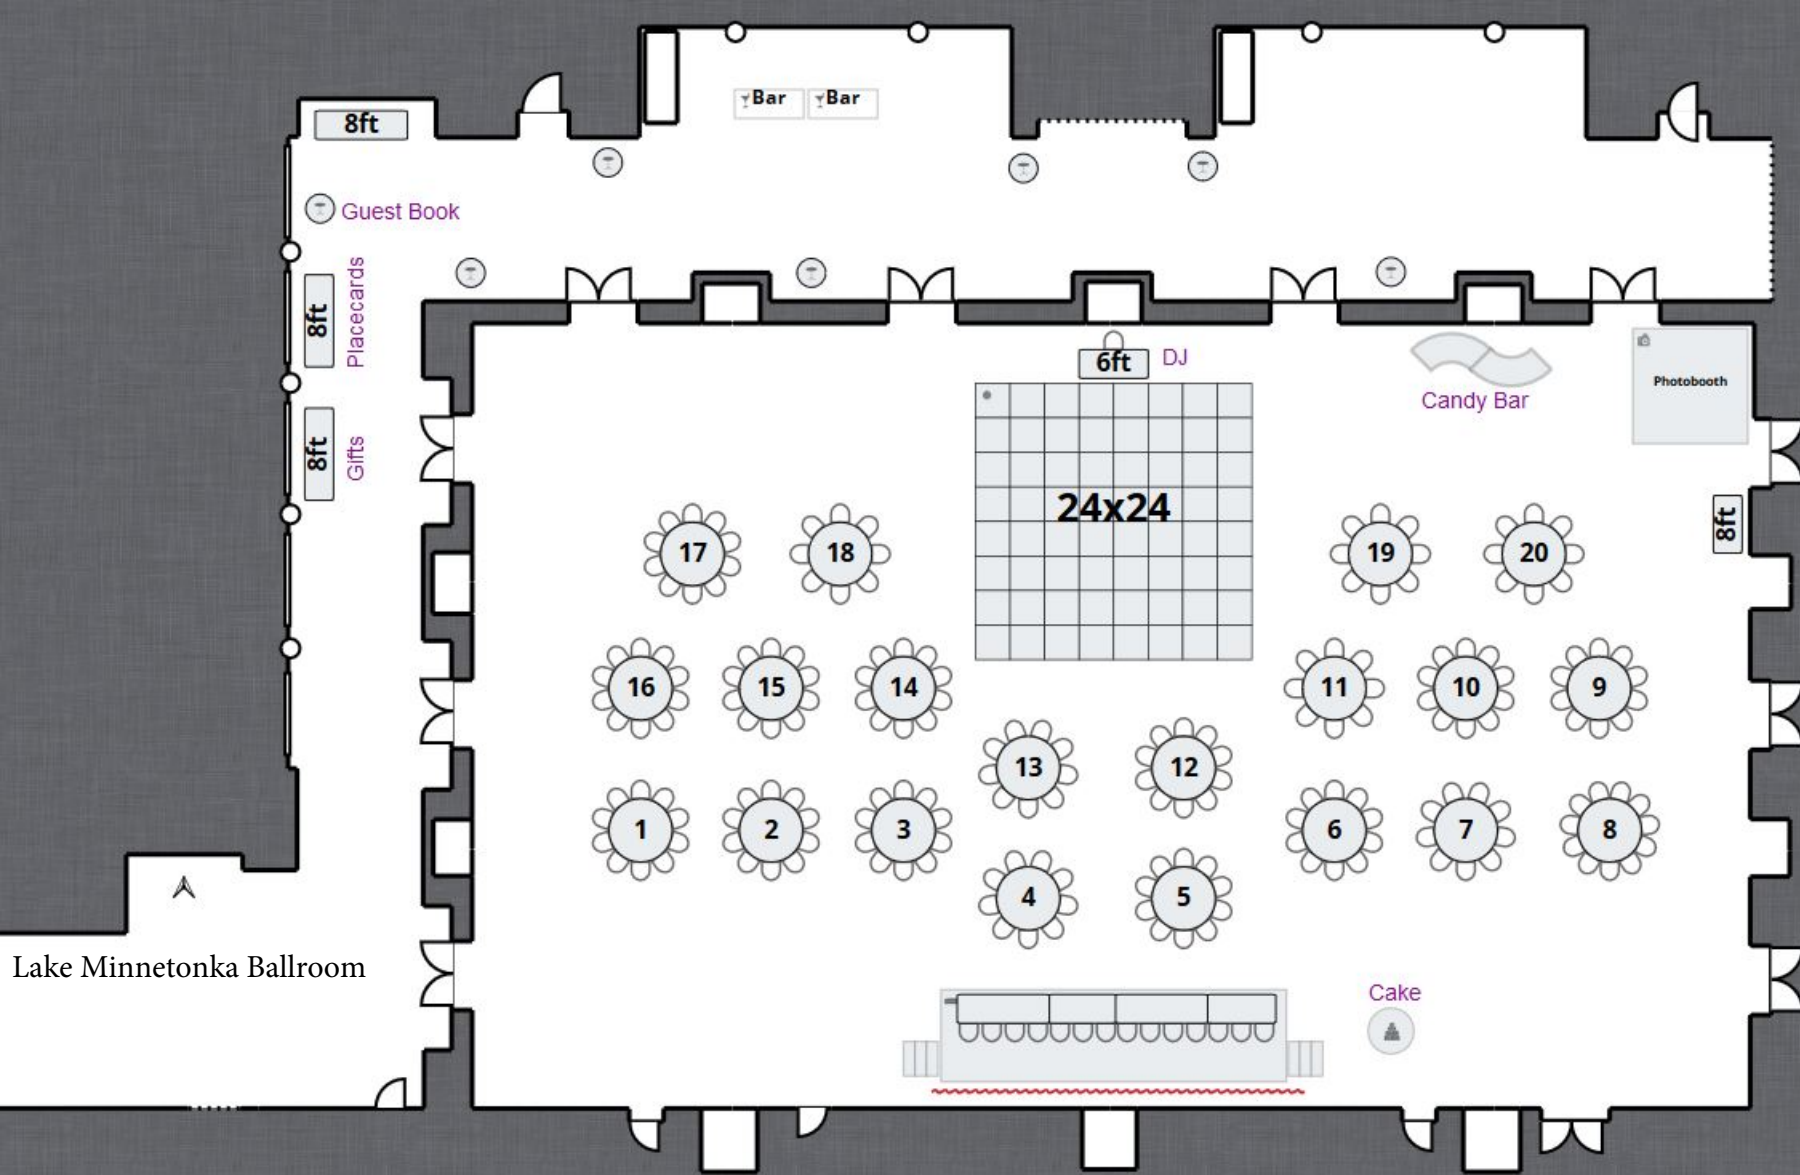 8ft
Bar
Bar
Guest Book
8ft
Placecards
8ft
Gifts
6ft
DJ
Candy Bar
Photobooth
24x24
8ft
17
18
19
20
16
15
14
11
10
9
13
12
1
2
3
6
7
8
4
5
Lake Minnetonka Ballroom
Cake